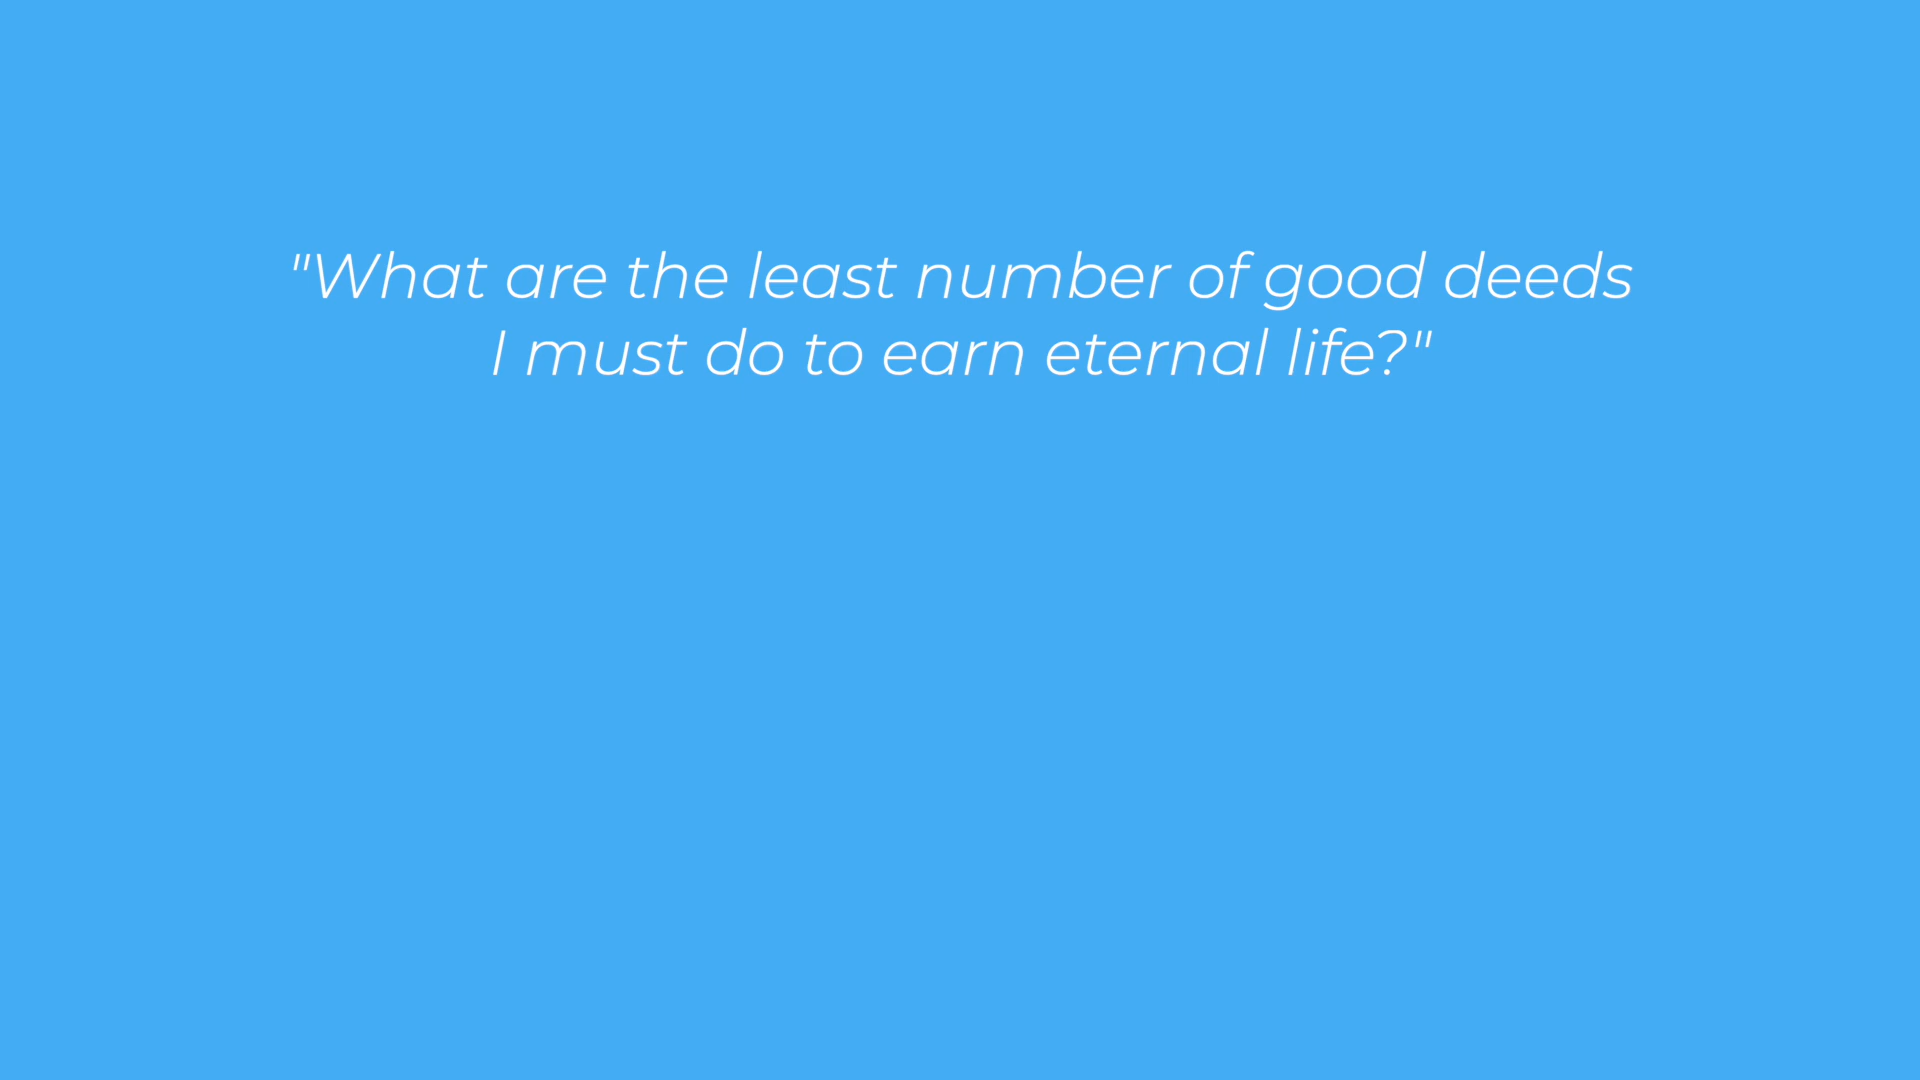 "What are the least number of good deeds
I must do to earn eternal life?"